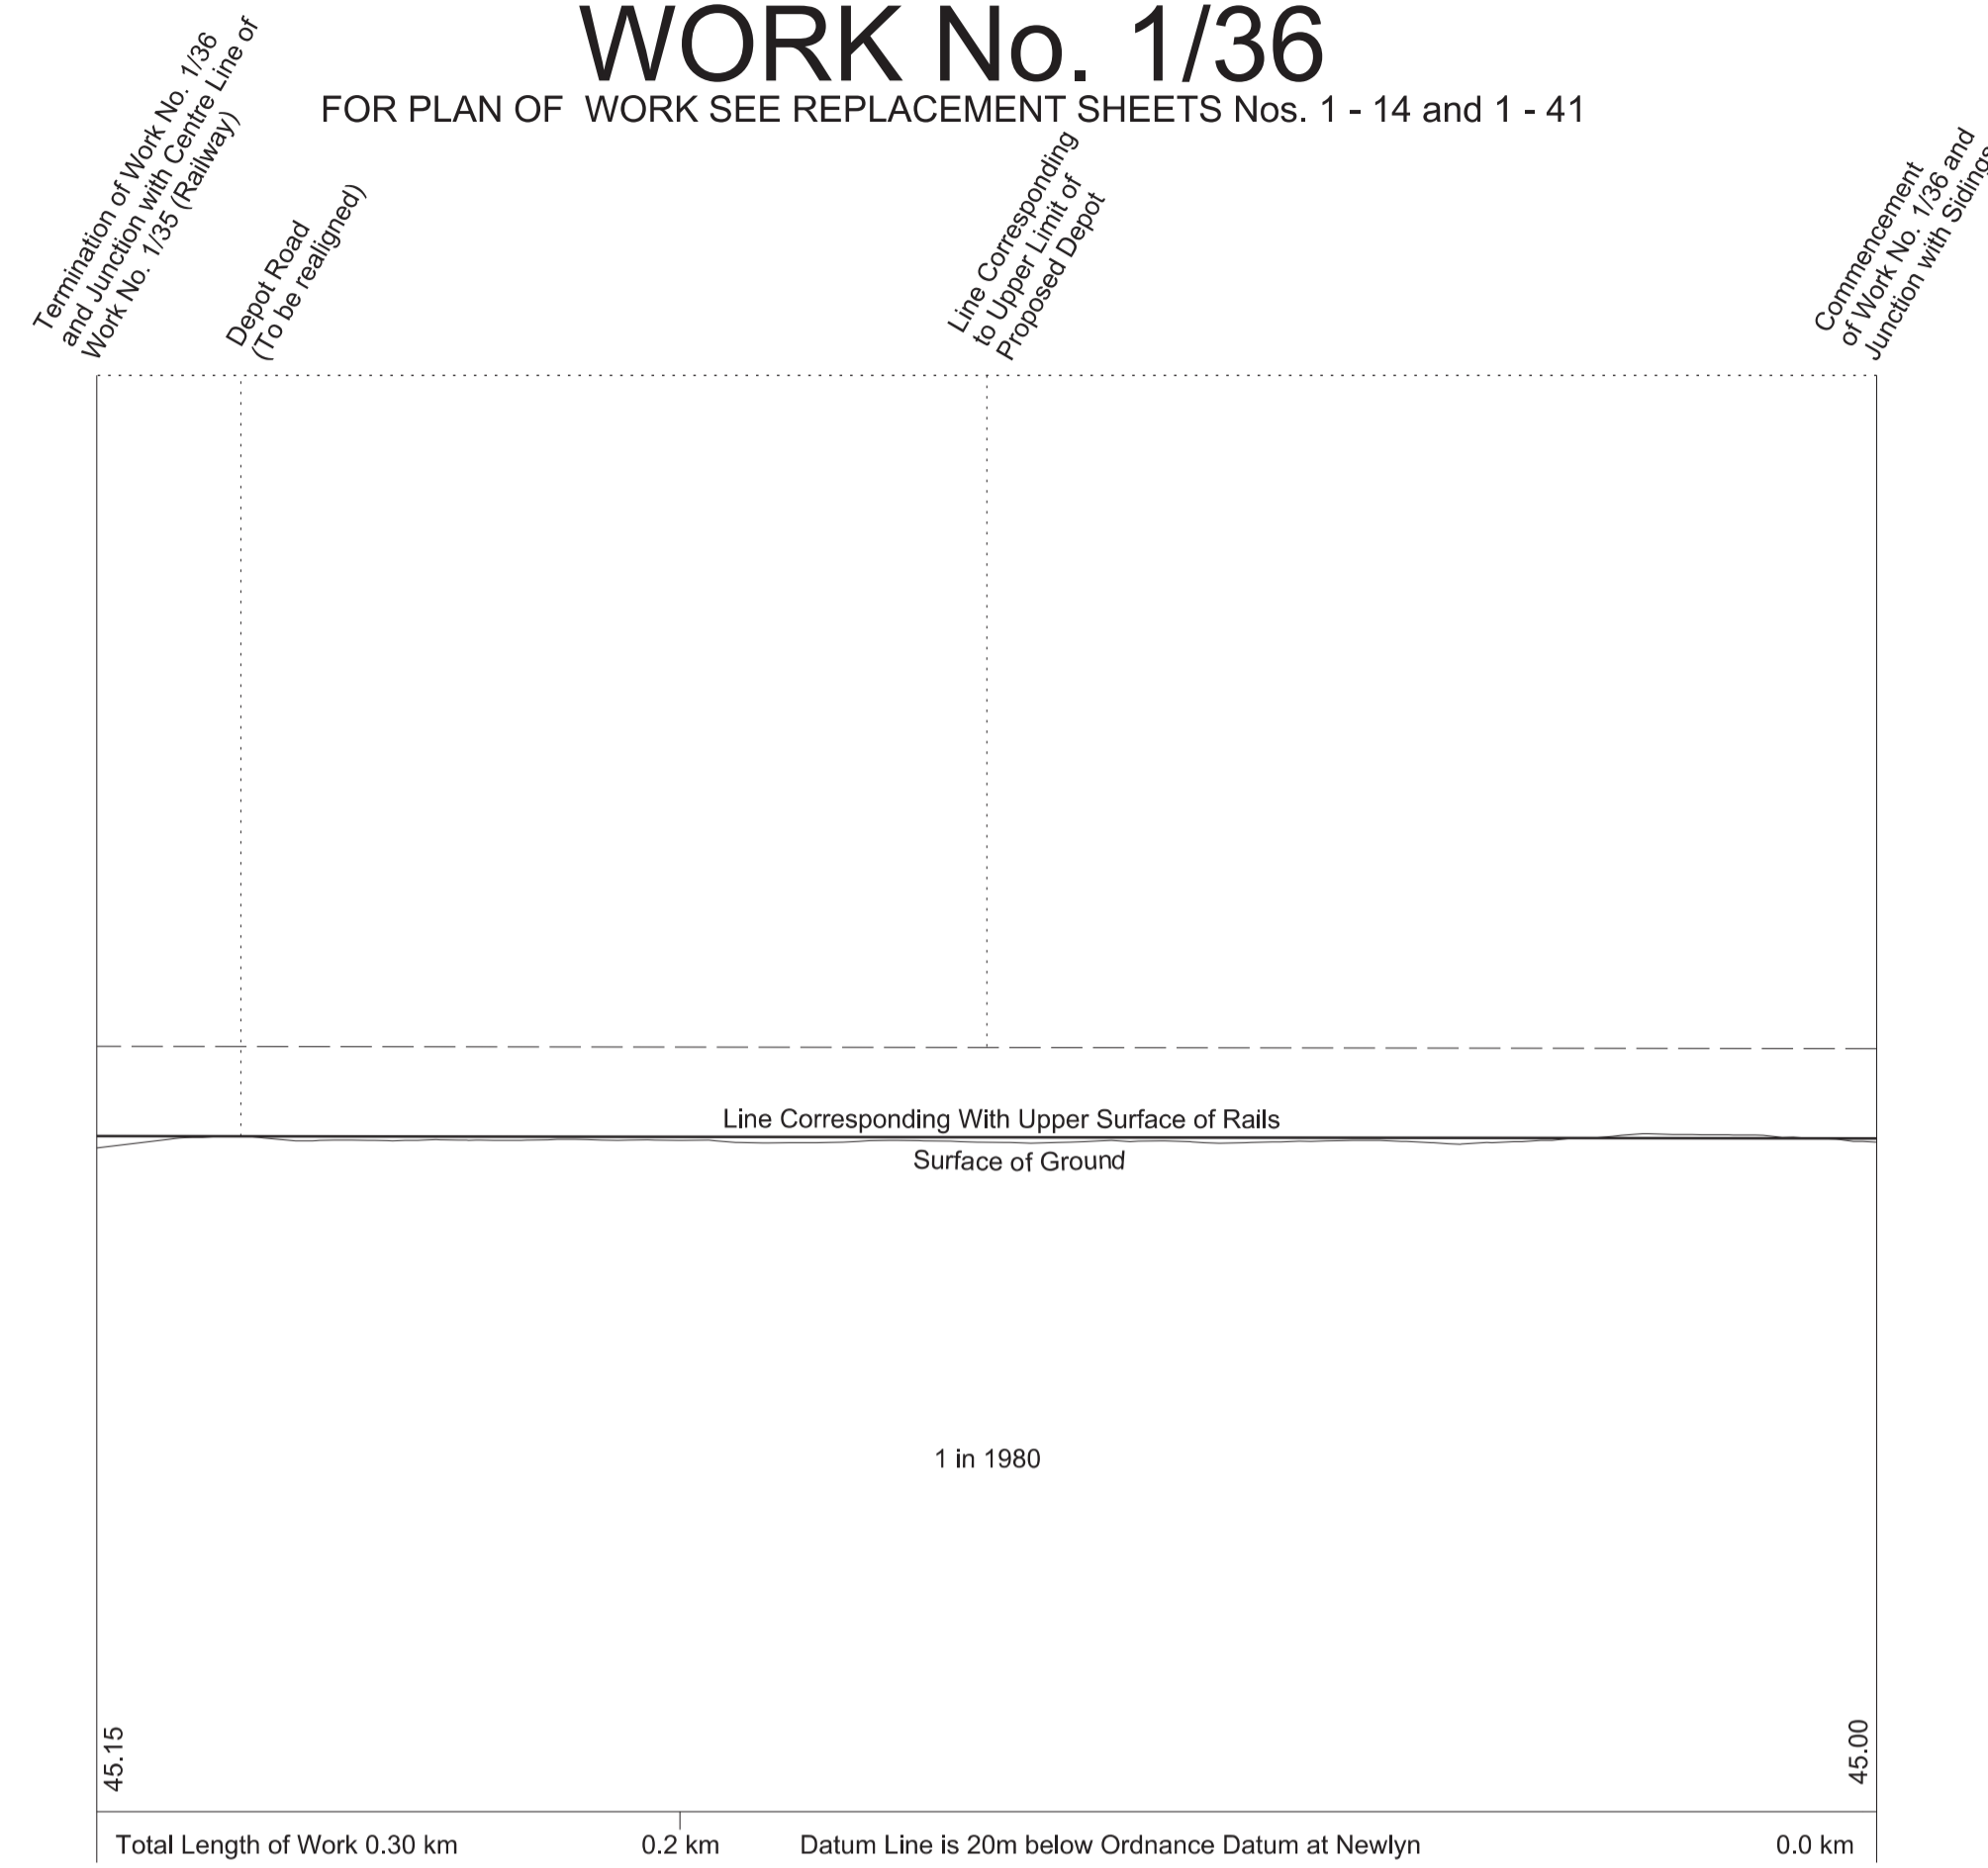 WORK No. 1/36
FOR PLAN OF WORK SEE REPLACEMENT SHEETS Nos. 1 - 14 and 1 - 41
Termination of Work No. 1/36
and Junction with Centre Line of
Work No. 1/35 (Railway)
Depot Road
(To be realigned)
Line Corresponding
to Upper Limit of
Proposed Depot
Commencement
of Work No. 1/36 and
Junction with Sidings
Line Corresponding With Upper Surface of Rails
Surface of Ground
1 in 1980
45.15
45.00
Total Length of Work 0.30 km
0.2 km
Datum Line is 20m below Ordnance Datum at Newlyn
0.0 km